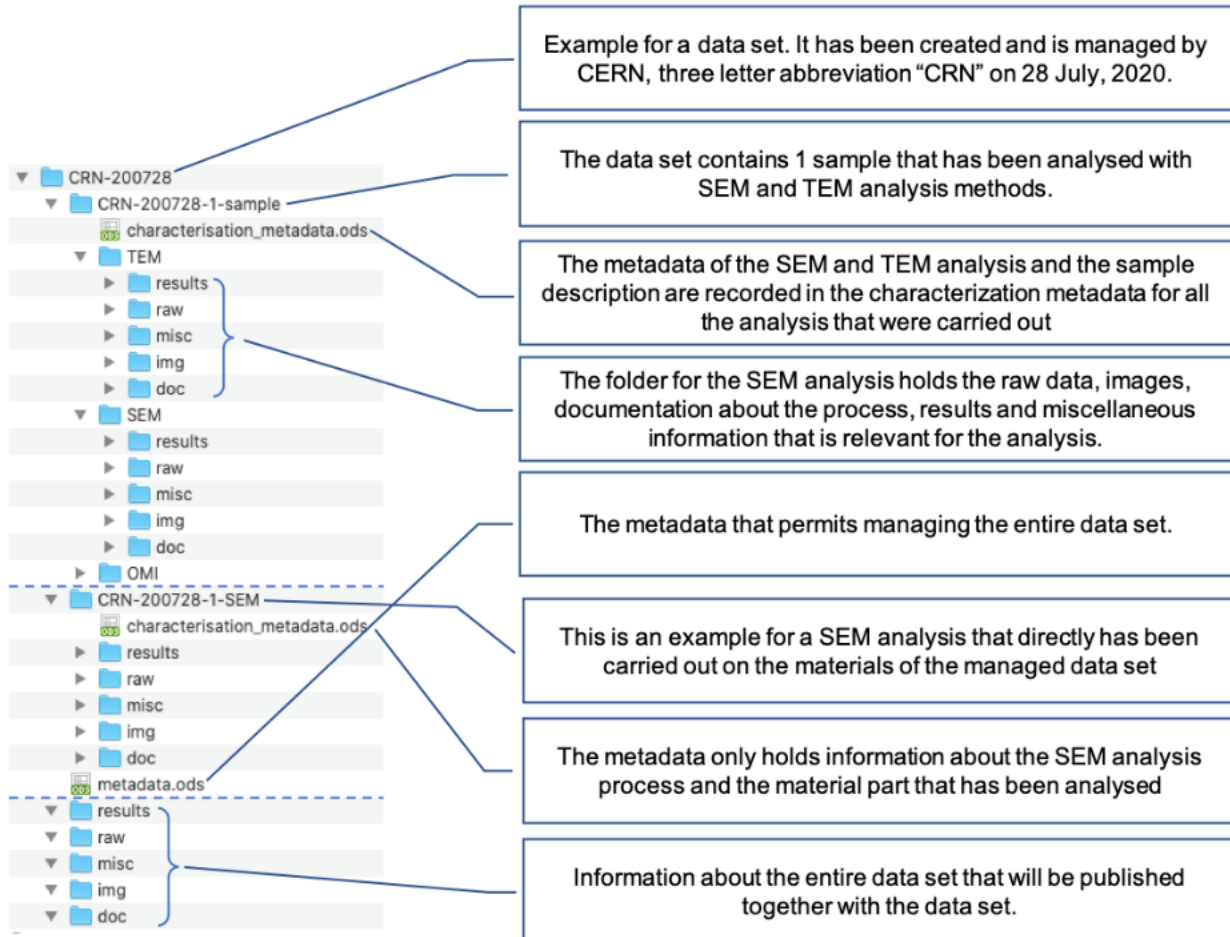 Example for a data set. It has been created and is managed by
CERN, three letter abbreviation “CRN” on 28 July, 2020.
The data set contains 1 sample that has been analysed with
SEM and TEM analysis methods.
The metadata of the SEM and TEM analysis and the sample
description are recorded in the characterization metadata for all
the analysis that were carried out
The folder for the SEM analysis holds the raw data, images,
documentation about the process, results and miscellaneous
information that is relevant for the analysis.
The metadata that permits managing the entire data set.
This is an example for a SEM analysis that directly has been
carried out on the materials of the managed data set
The metadata only holds information about the SEM analysis
process and the material part that has been analysed
Information about the entire data set that will be published
together with the data set.
CRN-200728
CRN-200728-1-sample
ODS
characterisation_metadata.ods
TEM
results
raw
misc
img
doc
SEM
results
raw
misc
img
doc
OMI
CRN-200728-1-SEM
ODS
characterisation_metadata.ods
results
raw
misc
img
doc
ODS
metadata.ods
results
raw
misc
img
doc